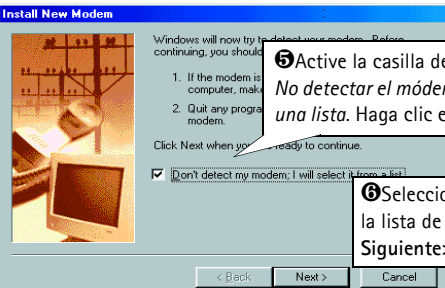 Install New Modem
Windows will now try to detect your modem. Before
continuing, you should
1. If the modem is
computer, make
2. Quit any progra
modem.
Click Next when you ready to continue.
Don't detect my modem; I will select it from a list.
❺Active la casilla de
No detectar el móde
una lista. Haga clic e
❻Seleccio
la lista de
Siguiente>
< Back
Next >
Cancel